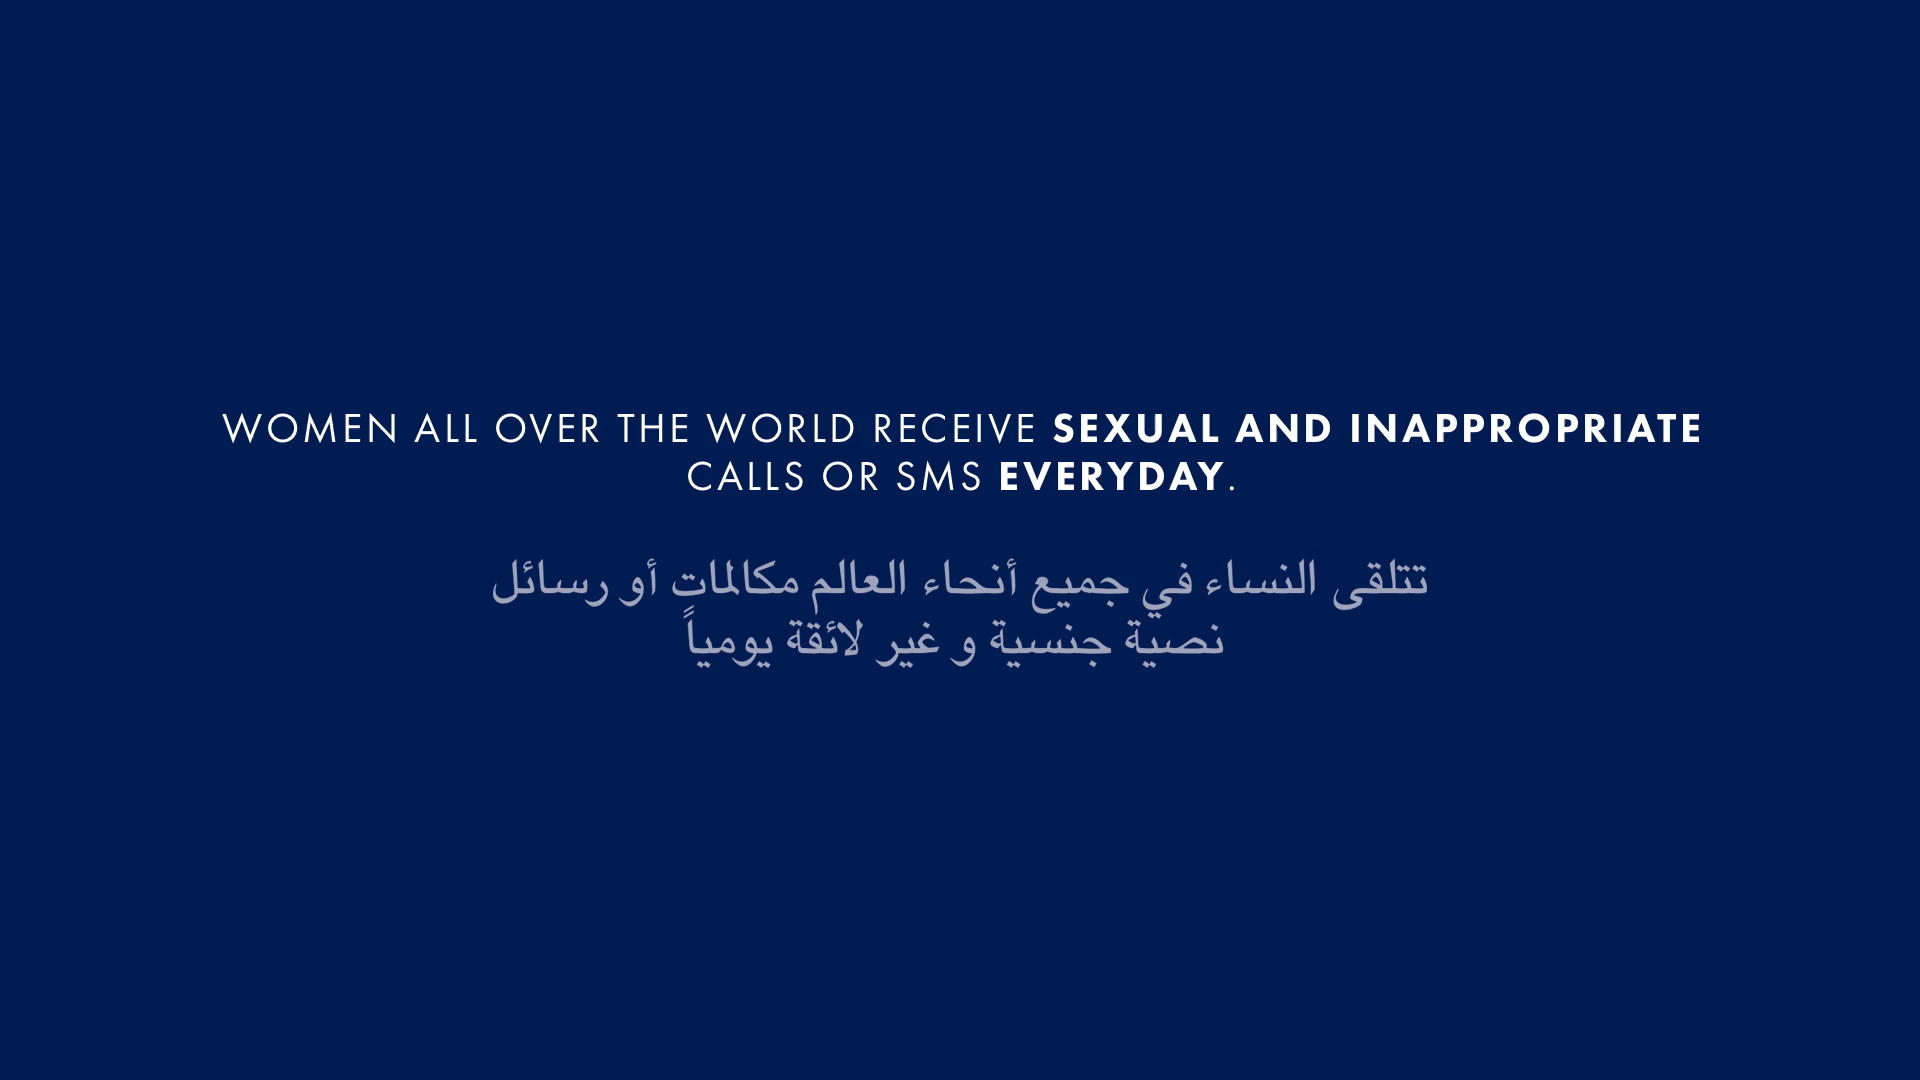 WOMEN ALL OVER THE WORLD RECEIVE SEXUAL AND INAPPROPRIATE
CALLS OR SMS EVERYDAY.
تتلقى النساء في جميع أنحاء العالم مكالمات أو رسائل
نصية جنسية و غير لائقة يومياً